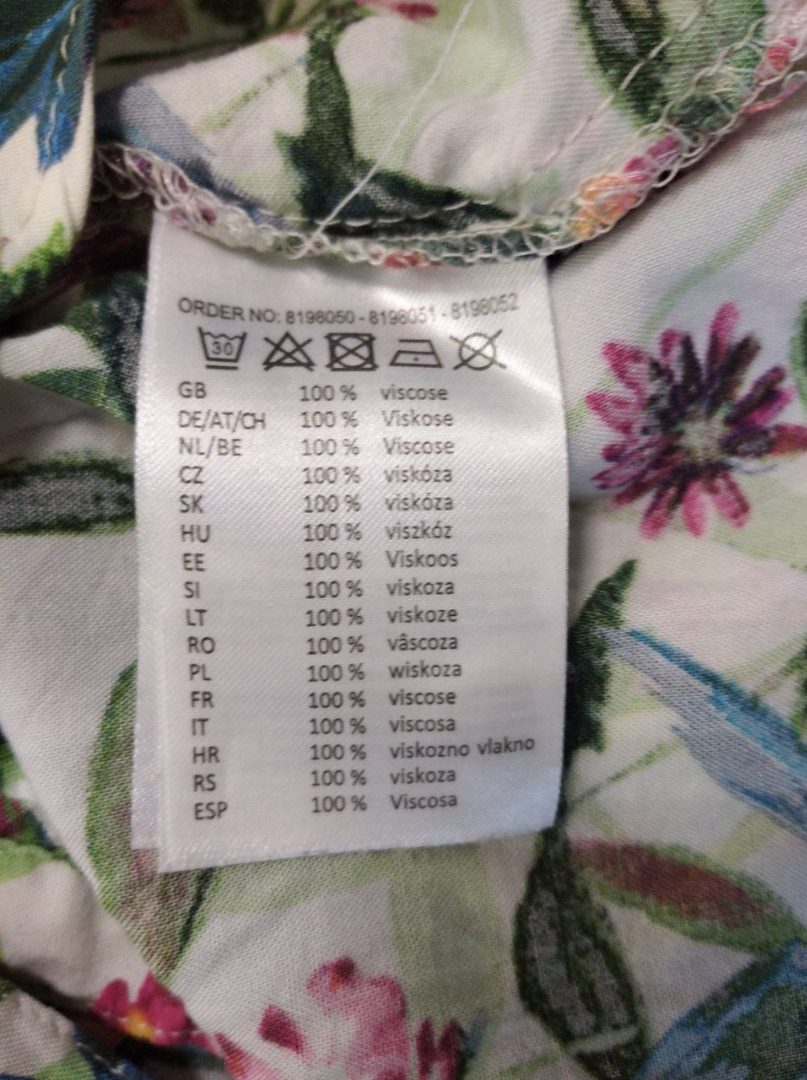 ORDER NO: 8198050 - 8198051 - 8198052
30
GB 100 % viscose
DE/AT/CH 100 % Viskose
NL/BE 100 % Viscose
CZ 100 % viskóza
SK 100 % viskóza
HU 100 % viszkóz
EE 100 % Viskoos
SI 100 % viskoza
LT 100 % viskoze
RO 100 % vâscoza
PL 100 % wiskoza
FR 100 % viscose
IT 100 % viscosa
HR 100 % viskozno vlakno
RS 100 % viskoza
ESP 100 % Viscosa